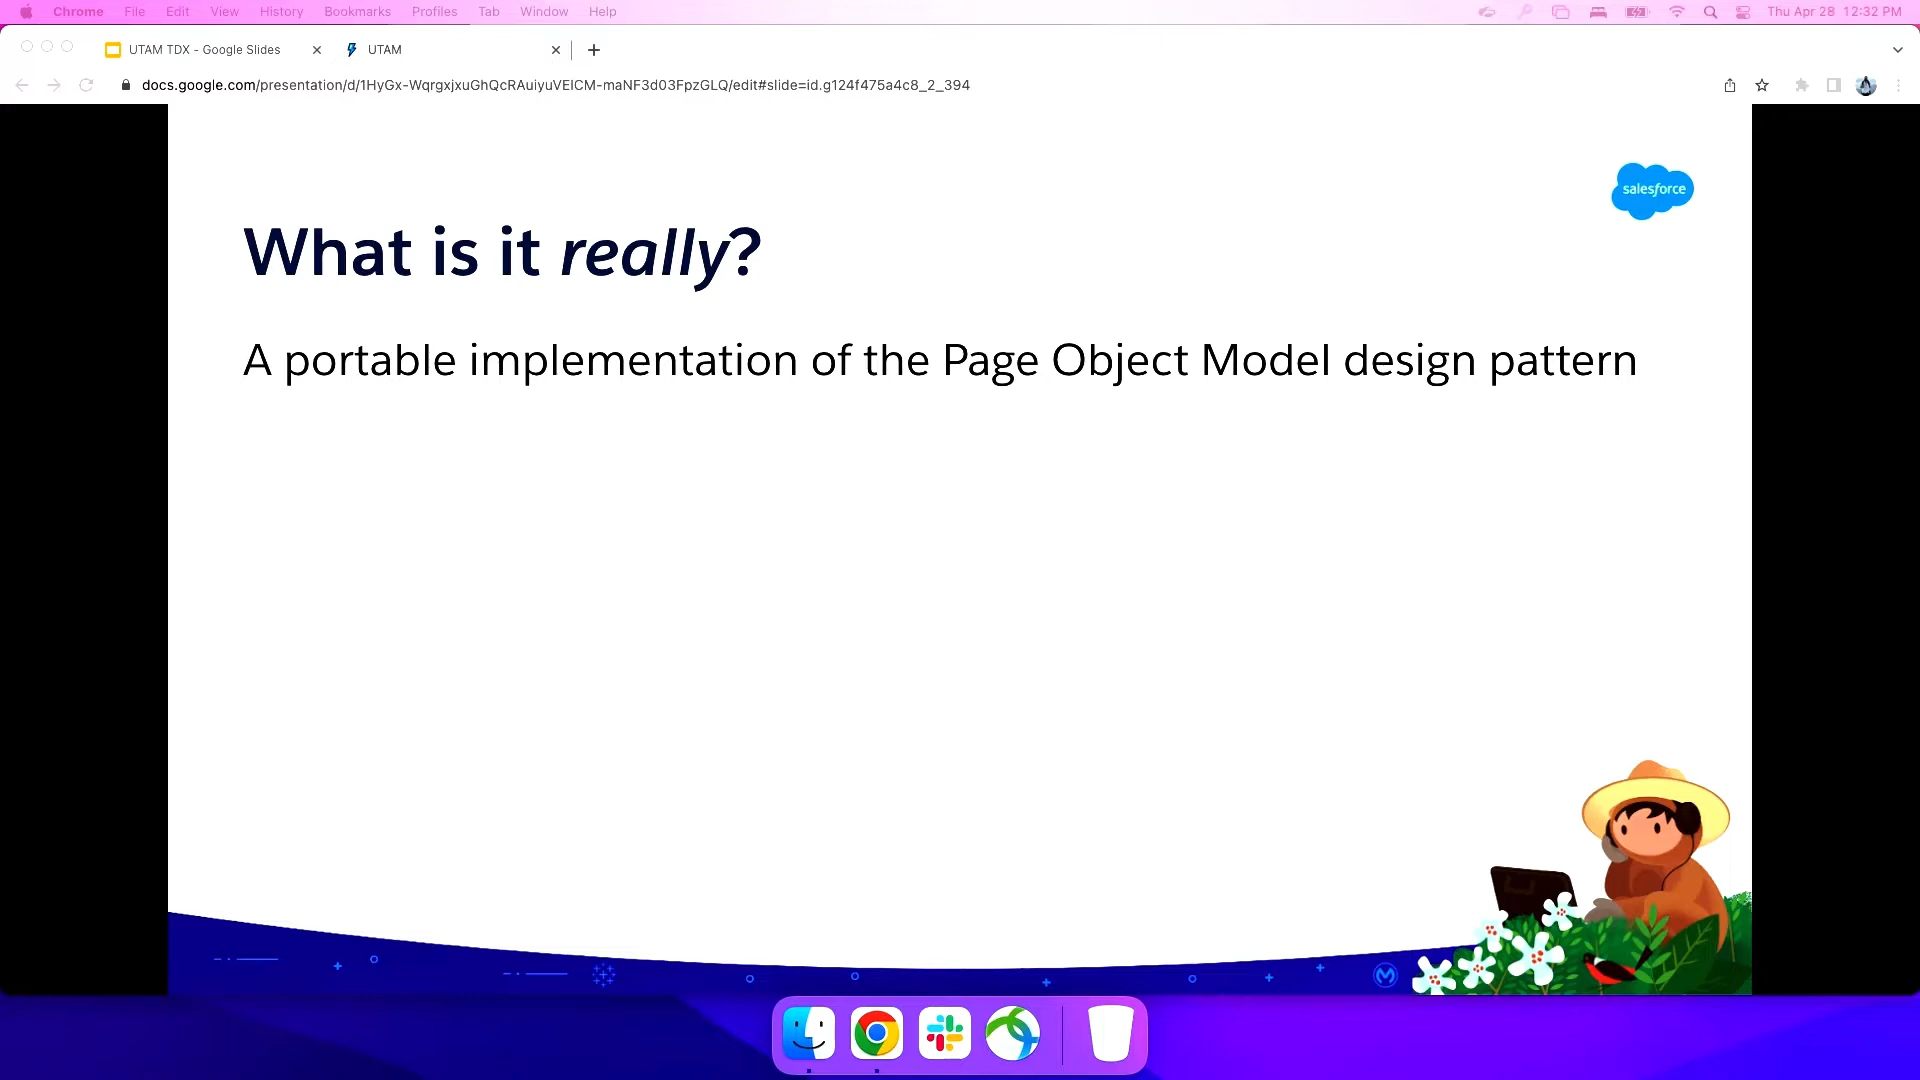 Chrome File Edit View History Bookmarks Profiles Tab Window Help Thu Apr 28 12:32 PM
UTAM TDX - Google Slides UTAM
docs.google.com/presentation/d/1HyGx-WqrgxjxuGhQcRAuiyuVEICM-maNF3d03FpzGLQ/edit#slide=id.g124f475a4c8_2_394
salesforce
What is it really?
A portable implementation of the Page Object Model design pattern